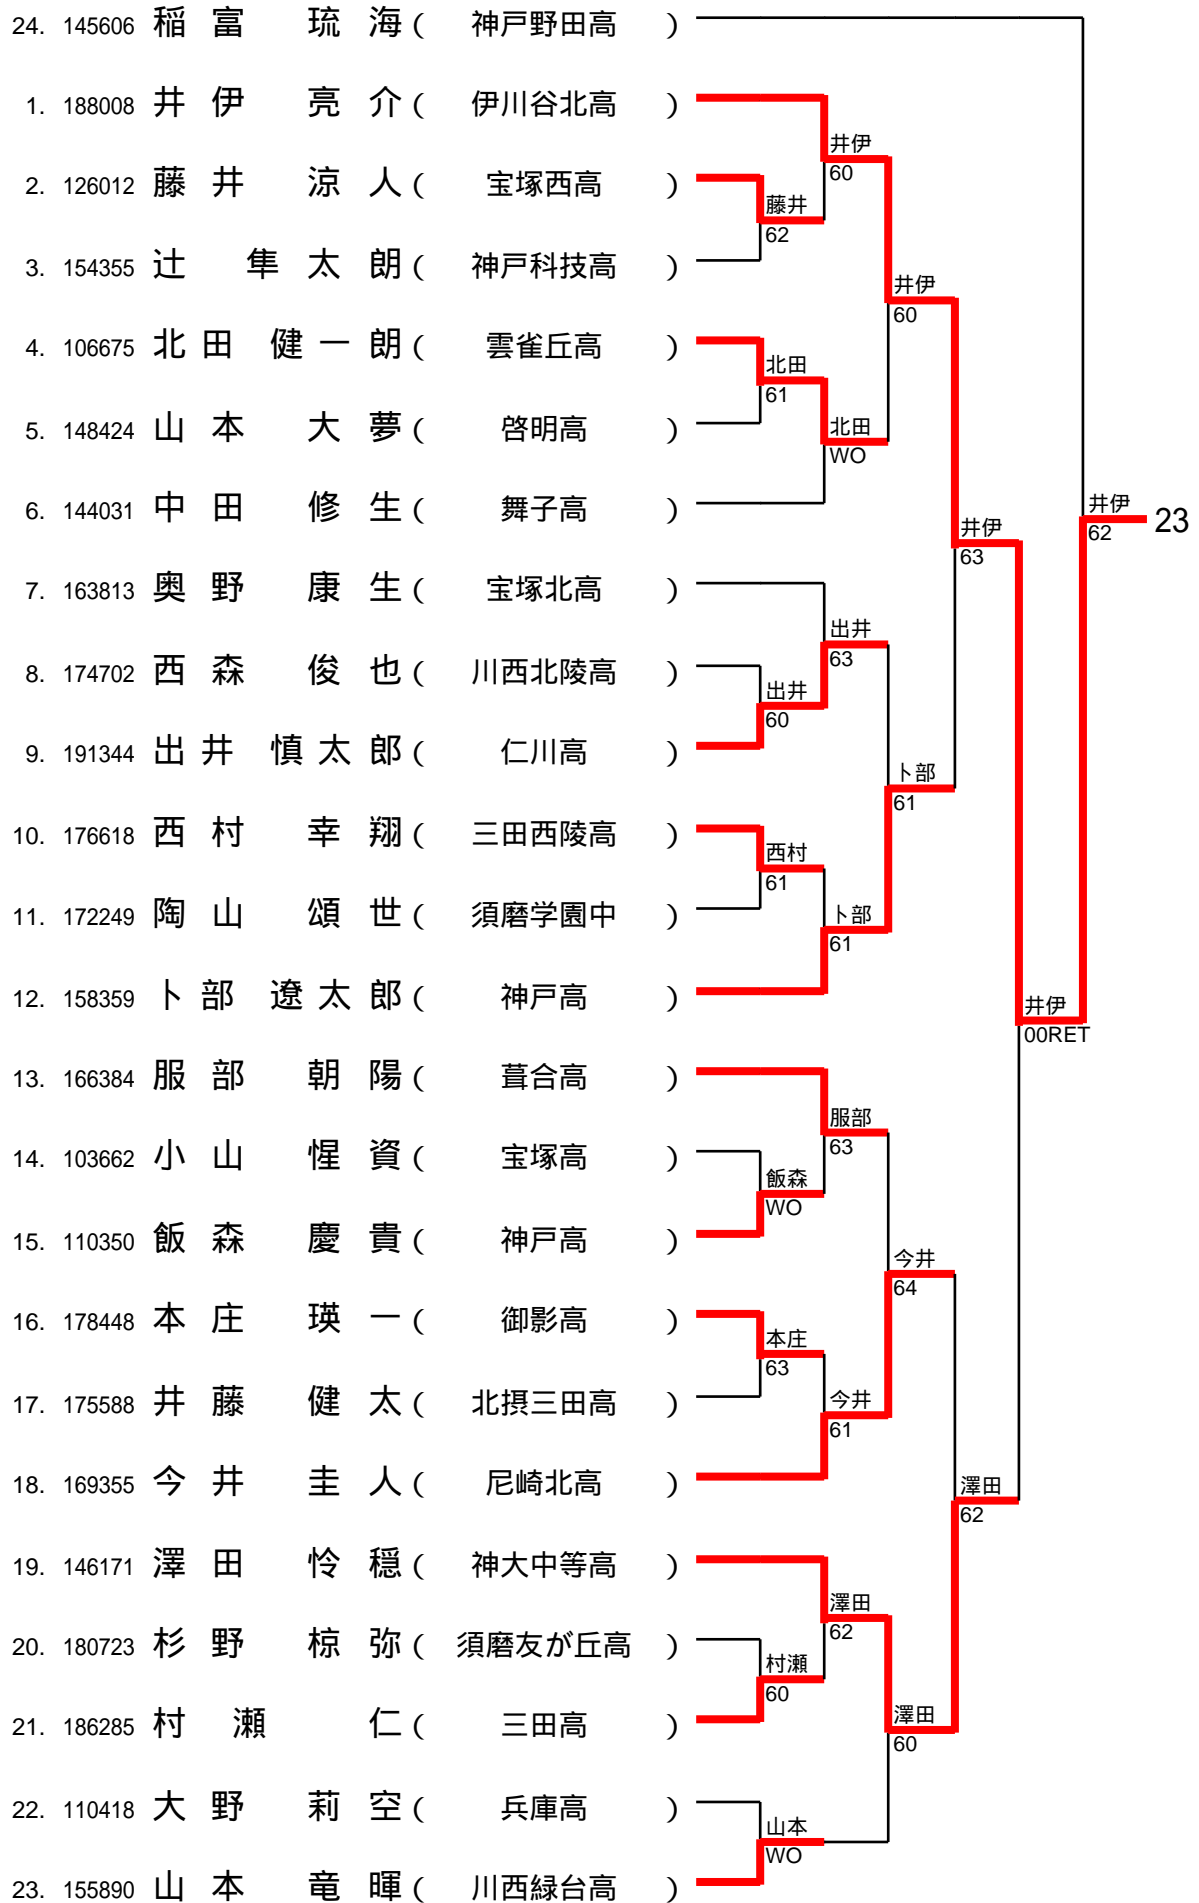 24. 145606 稲富 琉海 ( 神戸野田高 )
1. 188008 井伊 亮介 ( 伊川谷北高 )
井伊
60
2. 126012 藤井 涼人 ( 宝塚西高 )
藤井
62
3. 154355 辻 隼太朗 ( 神戸科技高 )
井伊
60
4. 106675 北田 健一朗 ( 雲雀丘高 )
北田
61
5. 148424 山本 大夢 ( 啓明高 )
北田
WO
6. 144031 中田 修生 ( 舞子高 )
井伊
62
23
井伊
63
7. 163813 奥野 康生 ( 宝塚北高 )
出井
63
8. 174702 西森 俊也 ( 川西北陵高 )
出井
60
9. 191344 出井 慎太郎 ( 仁川高 )
卜部
61
10. 176618 西村 幸翔 ( 三田西陵高 )
西村
61
11. 172249 陶山 頌世 ( 須磨学園中 )
卜部
61
12. 158359 卜部 遼太郎 ( 神戸高 )
井伊
00RET
13. 166384 服部 朝陽 ( 葺合高 )
服部
63
14. 103662 小山 惺資 ( 宝塚高 )
飯森
WO
15. 110350 飯森 慶貴 ( 神戸高 )
今井
64
16. 178448 本庄 瑛一 ( 御影高 )
本庄
63
17. 175588 井藤 健太 ( 北摂三田高 )
今井
61
18. 169355 今井 圭人 ( 尼崎北高 )
澤田
62
19. 146171 澤田 怜穏 ( 神大中等高 )
澤田
62
20. 180723 杉野 椋弥 ( 須磨友が丘高 )
村瀬
60
21. 186285 村瀬 仁 ( 三田高 )
澤田
60
22. 110418 大野 莉空 ( 兵庫高 )
山本
WO
23. 155890 山本 竜暉 ( 川西緑台高 )